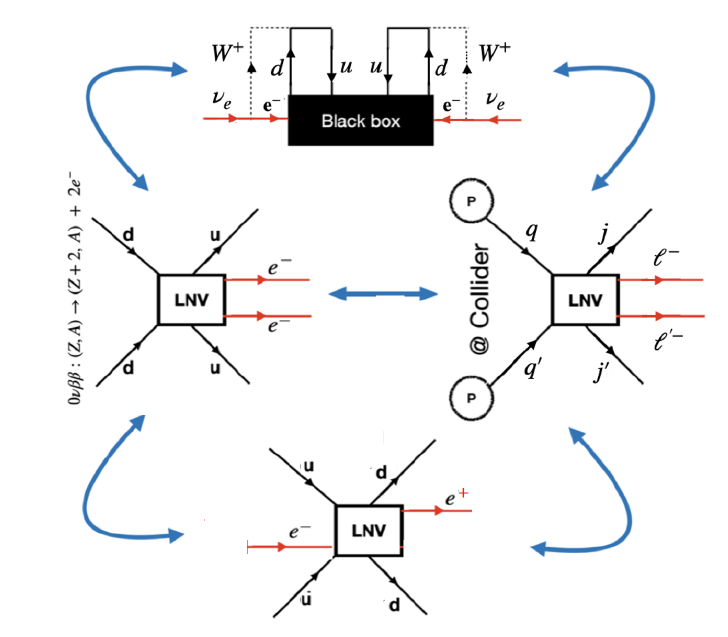 W⁺ d u u d W⁺
νₑ e⁻ Black box e⁻ νₑ
0νββ : (Z, A) → (Z + 2, A) + 2e⁻
d u
LNV e⁻
e⁻
d u
@ Collider
P
q j
LNV ℓ⁻
ℓ′⁻
q′ j′
P
u d
e⁻ LNV e⁺
u d